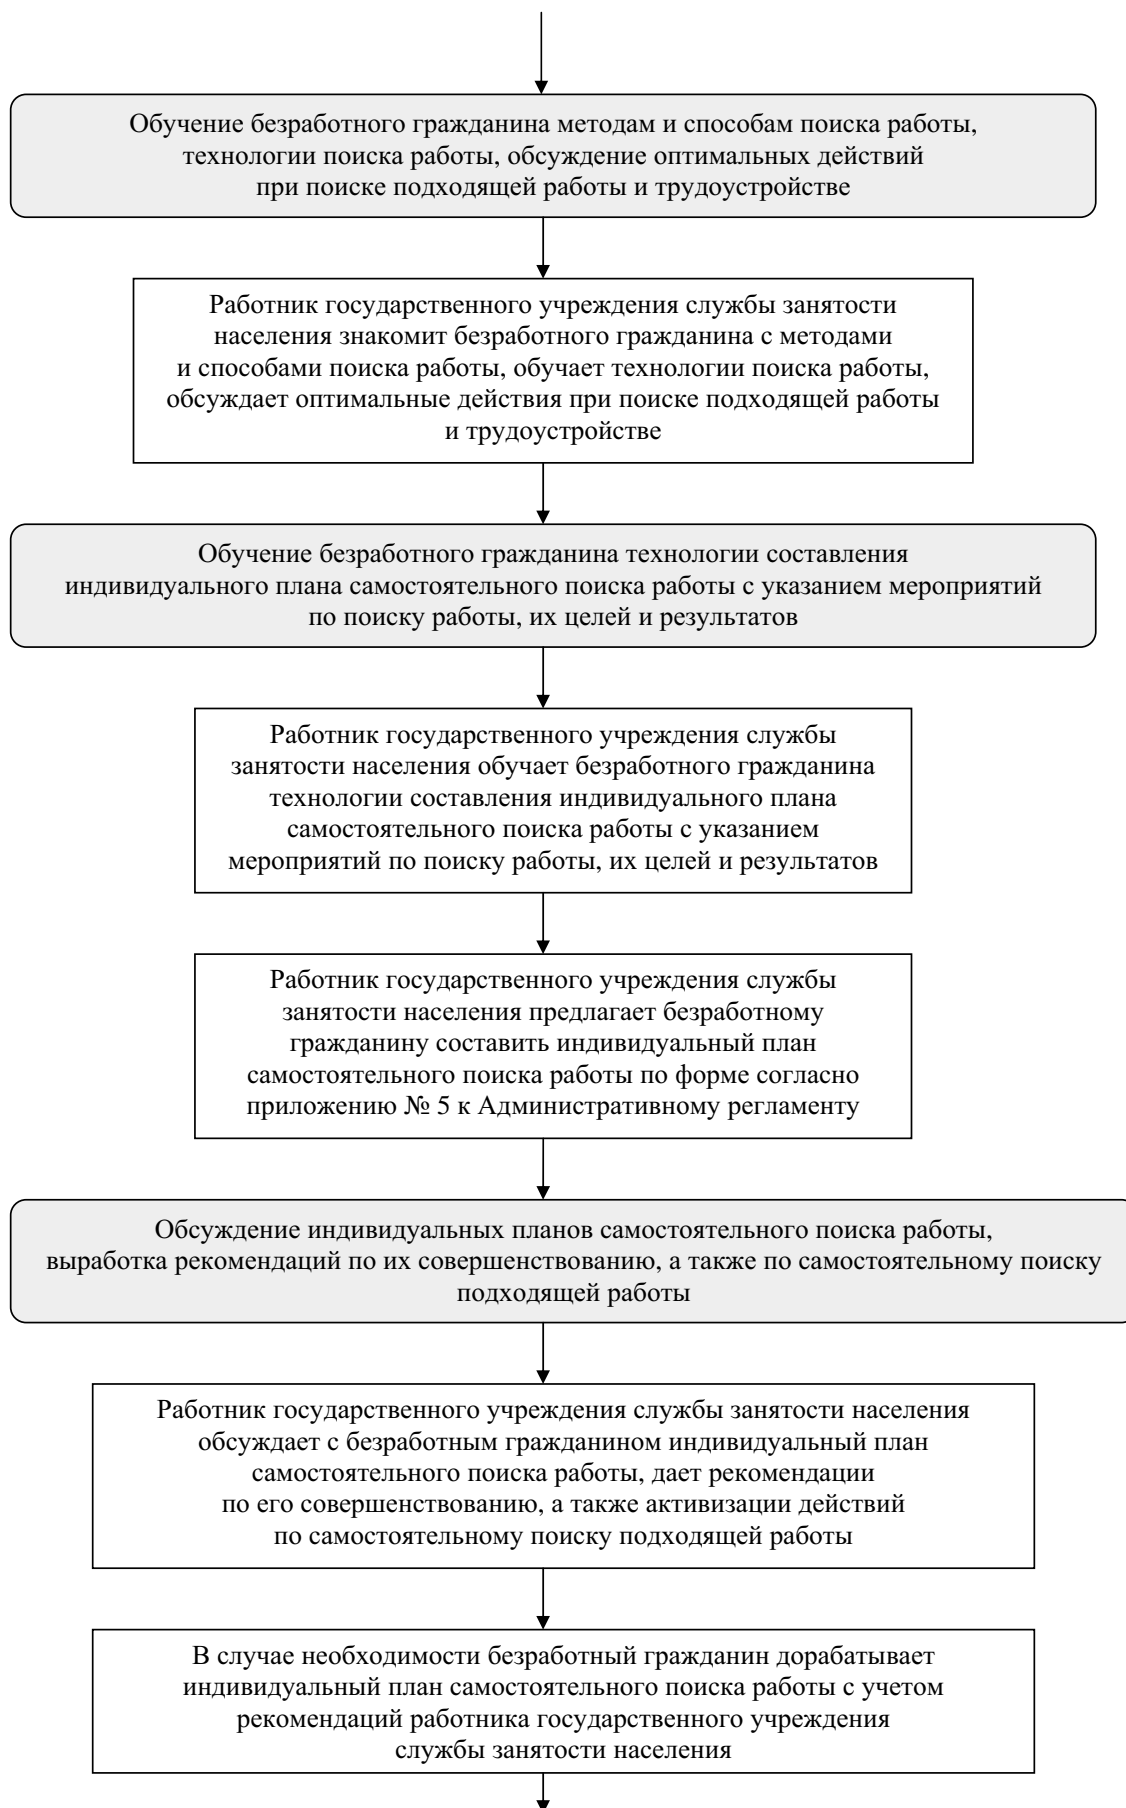 Обучение безработного гражданина методам и способам поиска работы,
технологии поиска работы, обсуждение оптимальных действий
при поиске подходящей работы и трудоустройстве
Работник государственного учреждения службы занятости
населения знакомит безработного гражданина с методами
и способами поиска работы, обучает технологии поиска работы,
обсуждает оптимальные действия при поиске подходящей работы
и трудоустройстве
Обучение безработного гражданина технологии составления
индивидуального плана самостоятельного поиска работы с указанием мероприятий
по поиску работы, их целей и результатов
Работник государственного учреждения службы
занятости населения обучает безработного гражданина
технологии составления индивидуального плана
самостоятельного поиска работы с указанием
мероприятий по поиску работы, их целей и результатов
Работник государственного учреждения службы
занятости населения предлагает безработному
гражданину составить индивидуальный план
самостоятельного поиска работы по форме согласно
приложению № 5 к Административному регламенту
Обсуждение индивидуальных планов самостоятельного поиска работы,
выработка рекомендаций по их совершенствованию, а также по самостоятельному поиску
подходящей работы
Работник государственного учреждения службы занятости населения
обсуждает с безработным гражданином индивидуальный план
самостоятельного поиска работы, дает рекомендации
по его совершенствованию, а также активизации действий
по самостоятельному поиску подходящей работы
В случае необходимости безработный гражданин дорабатывает
индивидуальный план самостоятельного поиска работы с учетом
рекомендаций работника государственного учреждения
службы занятости населения